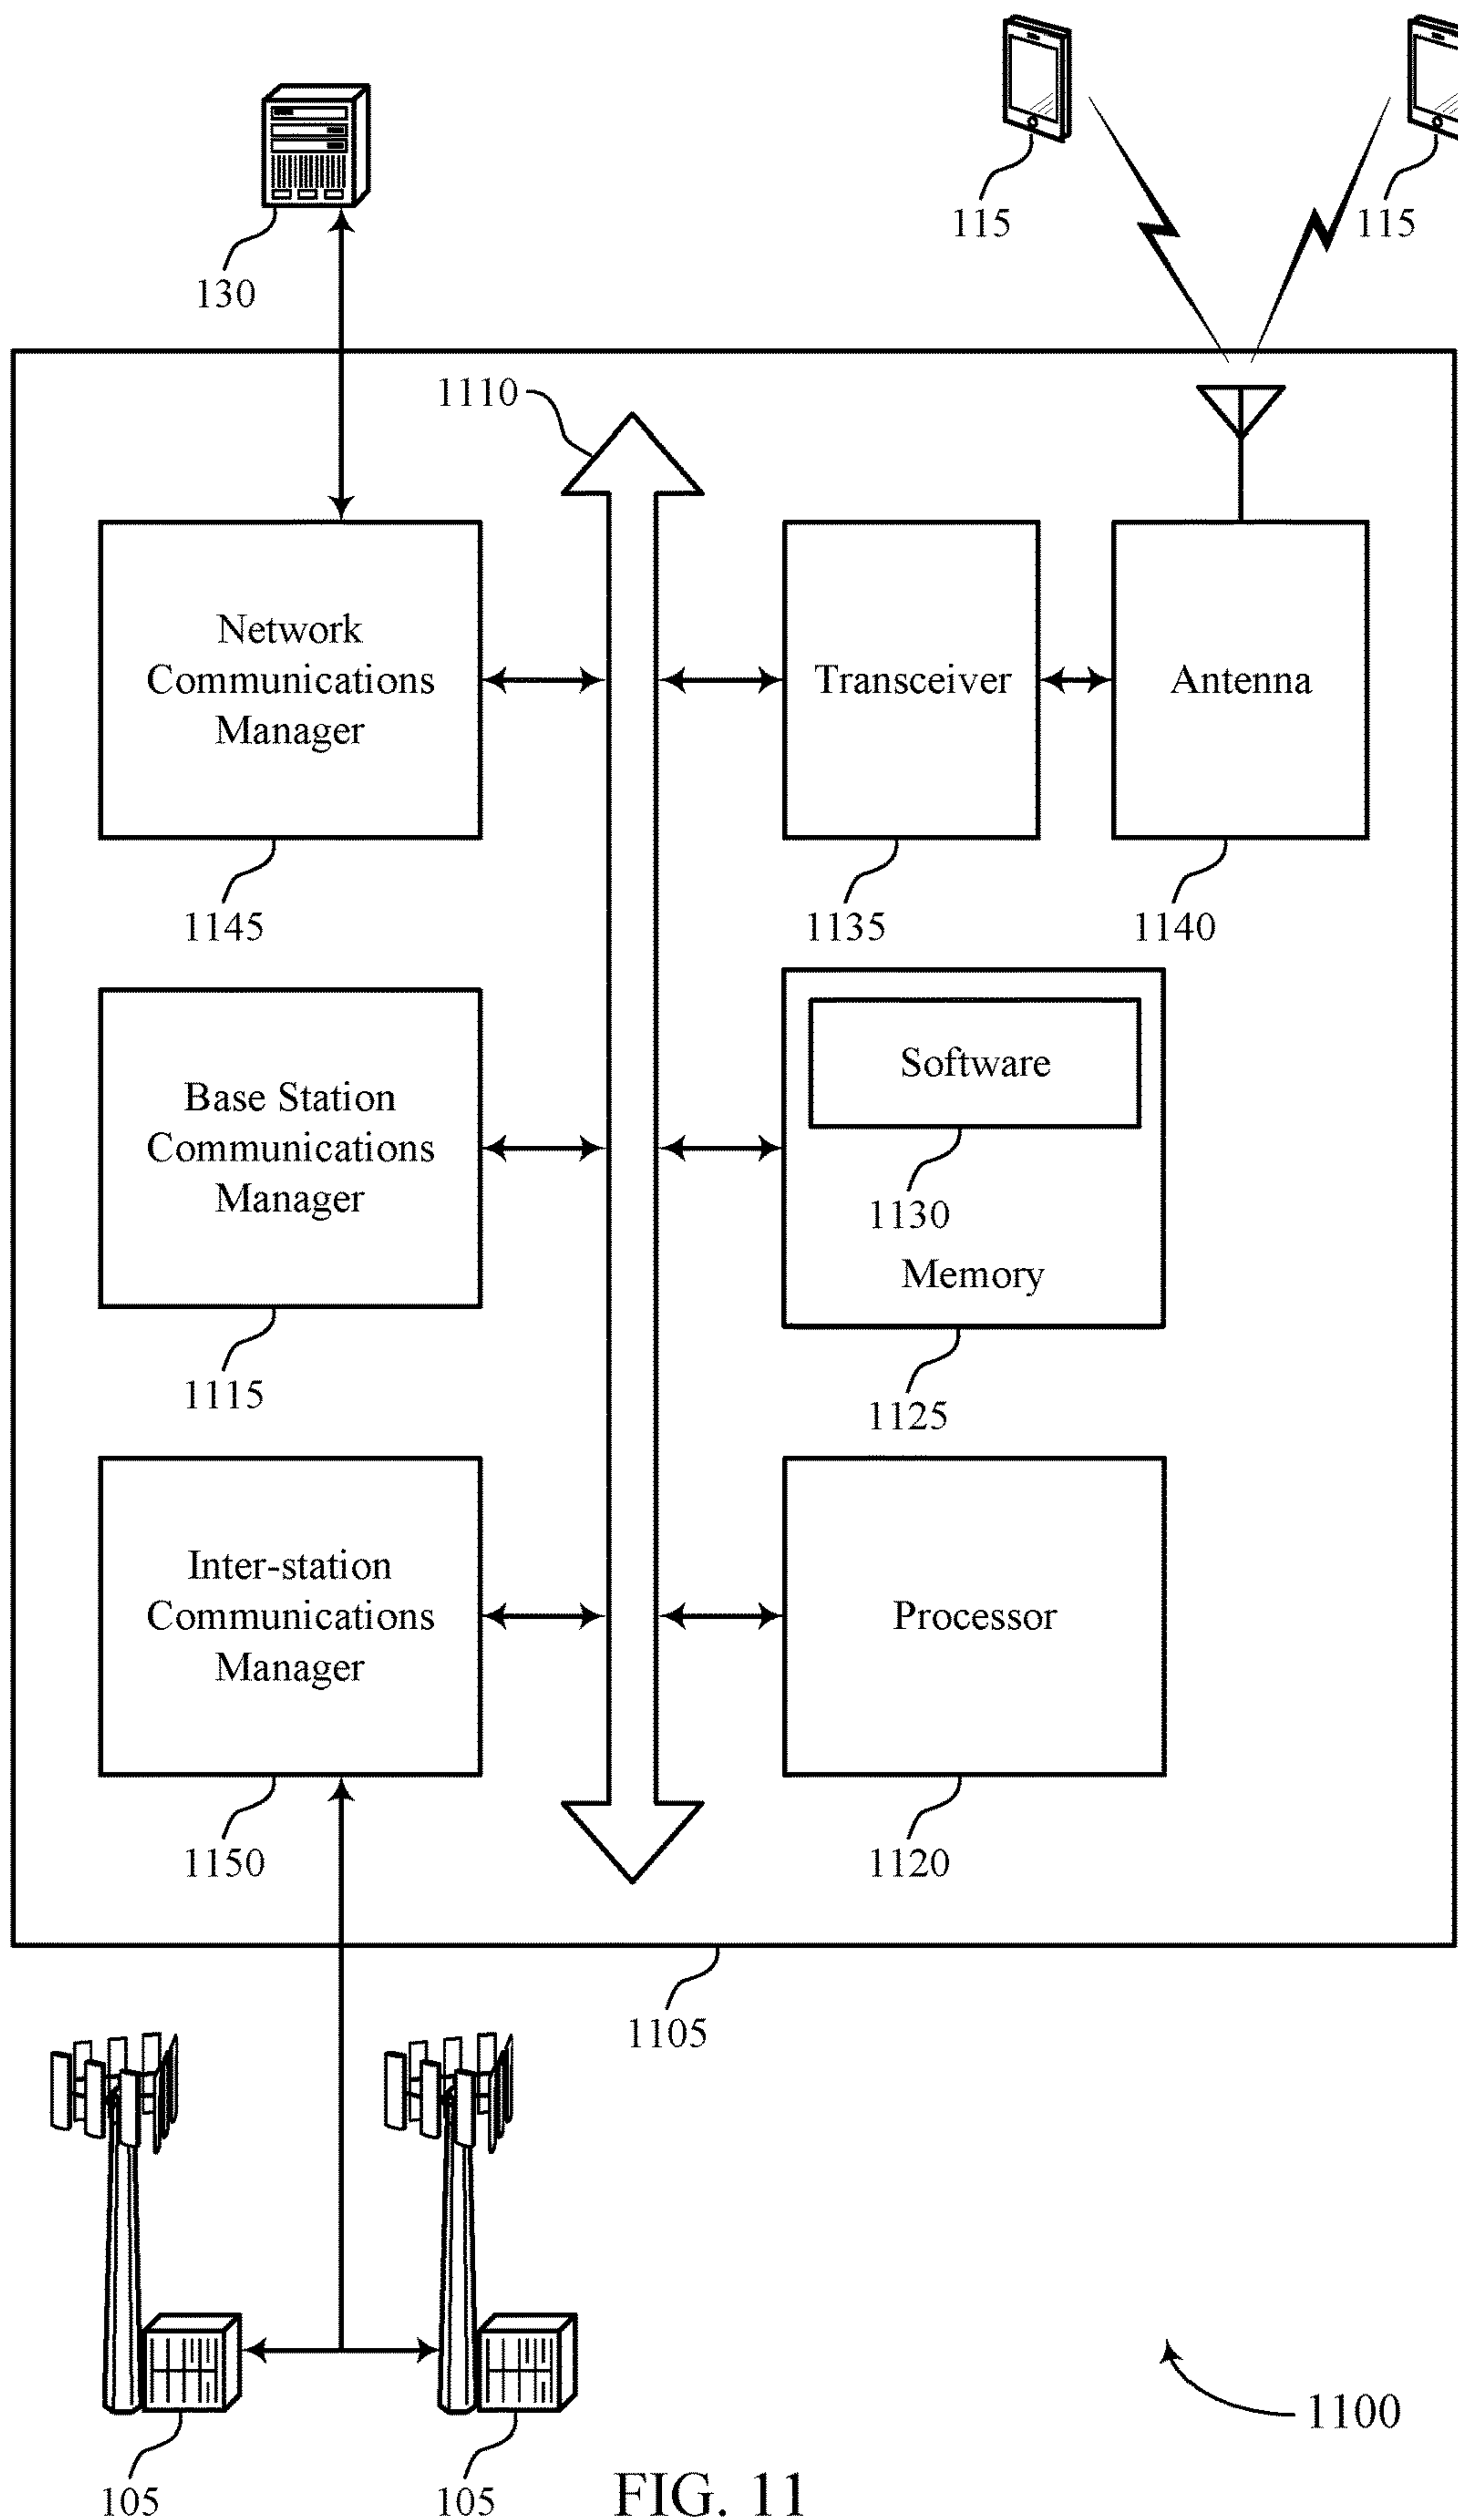 115
115
130
1110
Network
Communications
Manager
Transceiver
Antenna
1145
1135
1140
Software
Base Station
Communications
Manager
1130
Memory
1115
1125
Inter-station
Communications
Manager
Processor
1150
1120
1105
1100
105
105
FIG. 11